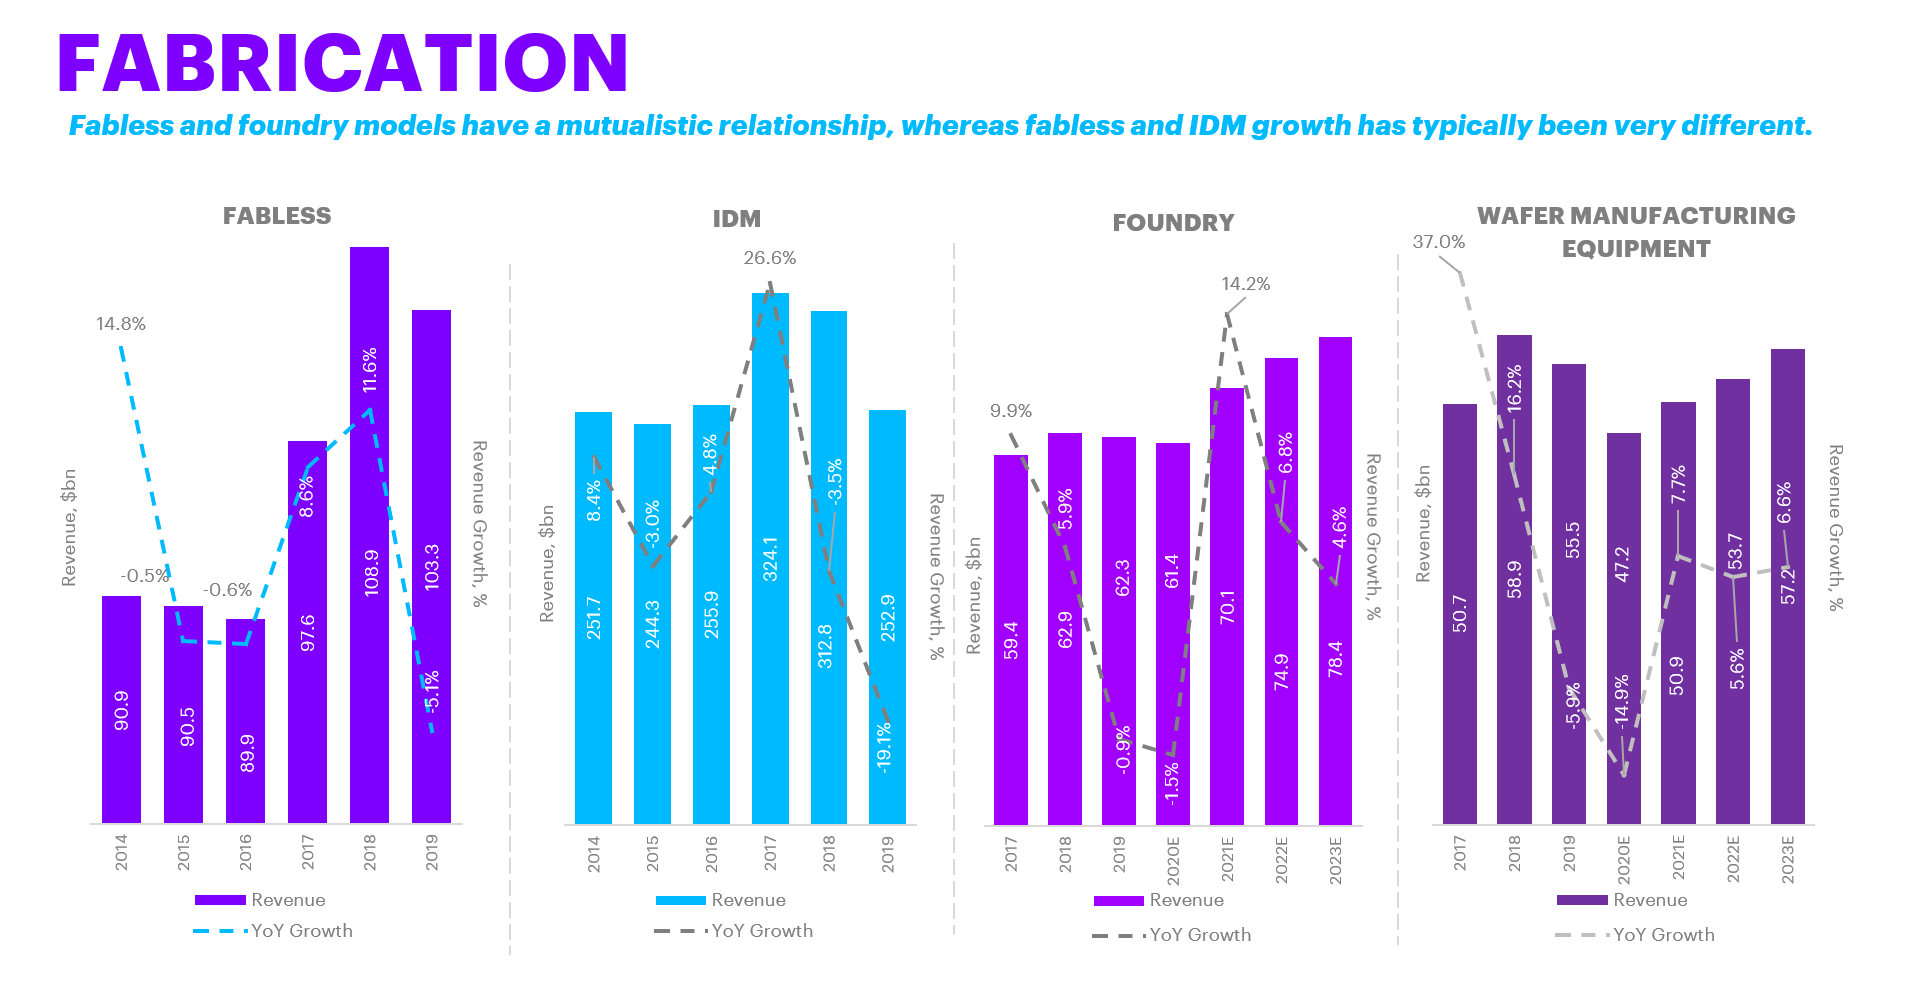 FABRICATION
Fabless and foundry models have a mutualistic relationship, whereas fabless and IDM growth has typically been very different.
FABLESS
Revenue, $bn
14.8%
-0.5%
-0.6%
8.6%
11.6%
-5.1%
90.9
90.5
89.9
97.6
108.9
103.3
Revenue Growth, %
2014
2015
2016
2017
2018
2019
Revenue
YoY Growth
IDM
Revenue, $bn
8.4%
-3.0%
4.8%
26.6%
-3.5%
-19.1%
251.7
244.3
255.9
324.1
312.8
252.9
Revenue Growth, %
2014
2015
2016
2017
2018
2019
Revenue
YoY Growth
FOUNDRY
Revenue, $bn
9.9%
5.9%
-0.9%
-1.5%
14.2%
6.8%
4.6%
59.4
62.9
62.3
61.4
70.1
74.9
78.4
Revenue Growth, %
2017
2018
2019
2020E
2021E
2022E
2023E
Revenue
YoY Growth
WAFER MANUFACTURING
EQUIPMENT
Revenue, $bn
37.0%
16.2%
-5.9%
-14.9%
7.7%
5.6%
6.6%
50.7
58.9
55.5
47.2
50.9
53.7
57.2
Revenue Growth, %
2017
2018
2019
2020E
2021E
2022E
2023E
Revenue
YoY Growth